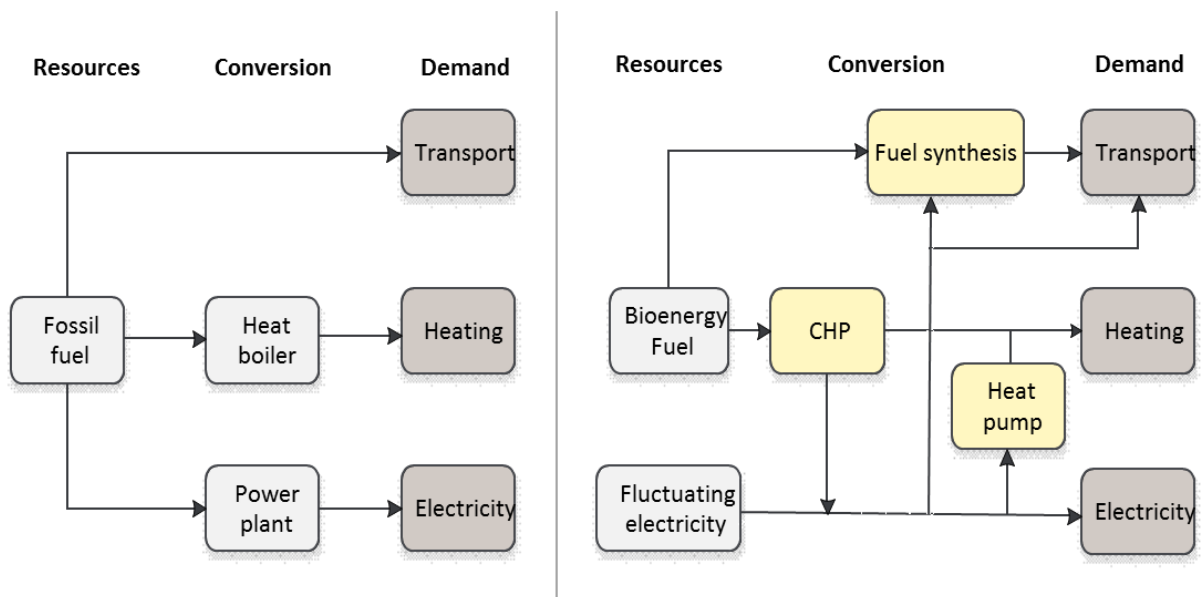 Resources
Conversion
Demand
Transport
Fossil
fuel
Heat
boiler
Heating
Power
plant
Electricity
Resources
Conversion
Demand
Fuel synthesis
Transport
Bioenergy
Fuel
CHP
Heating
Heat
pump
Fluctuating
electricity
Electricity